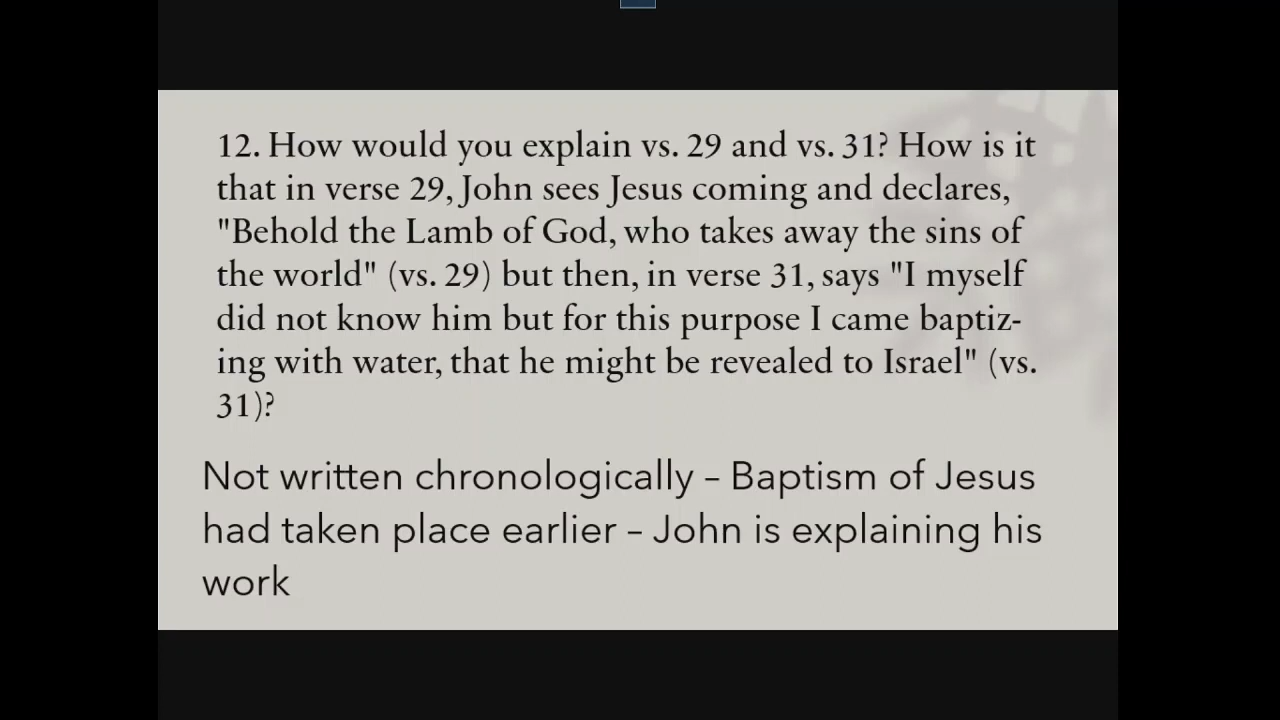 12. How would you explain vs. 29 and vs. 31? How is it
that in verse 29, John sees Jesus coming and declares,
"Behold the Lamb of God, who takes away the sins of
the world" (vs. 29) but then, in verse 31, says "I myself
did not know him but for this purpose I came baptiz-
ing with water, that he might be revealed to Israel" (vs.
31)?
Not written chronologically – Baptism of Jesus
had taken place earlier – John is explaining his
work